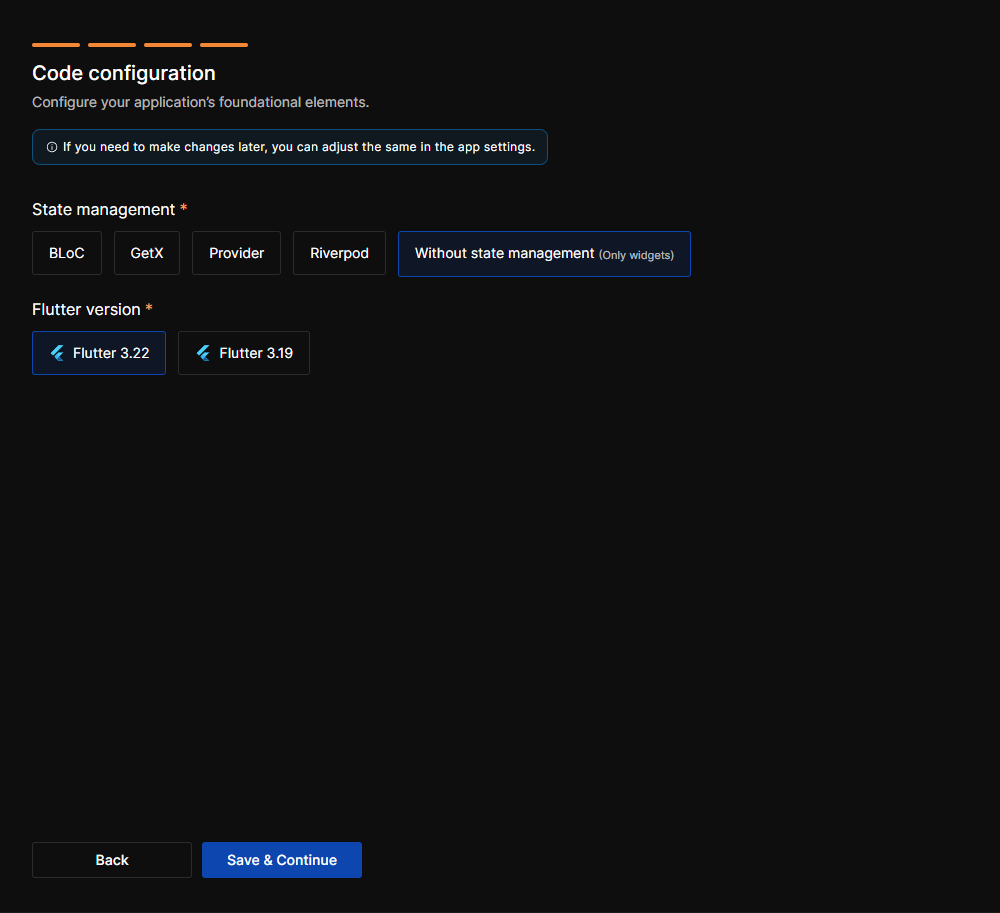 Code configuration
Configure your application’s foundational elements.
If you need to make changes later, you can adjust the same in the app settings.
State management *
BLoC GetX Provider Riverpod Without state management (Only widgets)
Flutter version *
Flutter 3.22 Flutter 3.19
Back Save & Continue